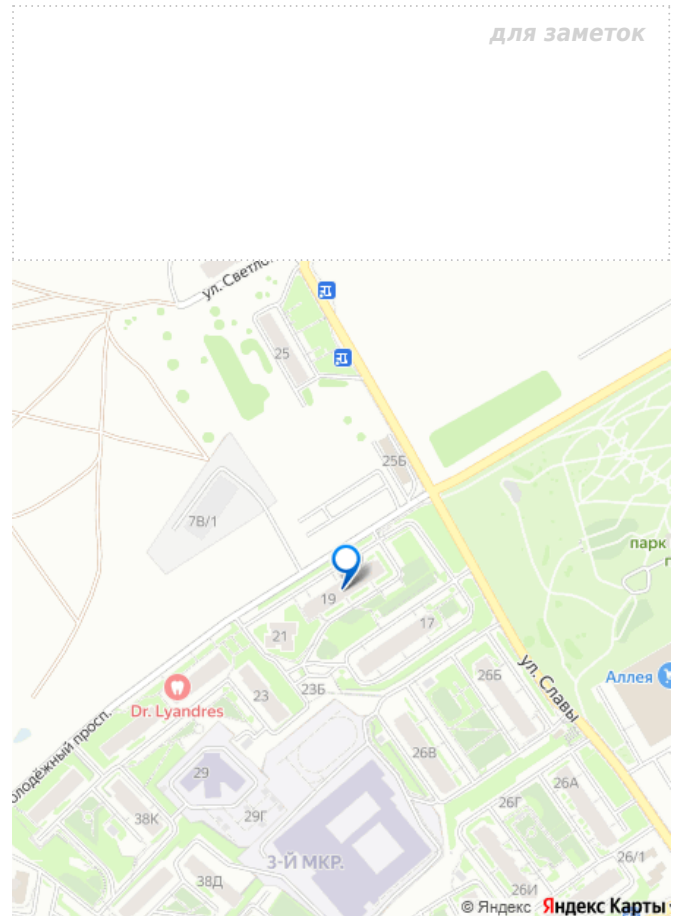 для заметок
ул. Светло
25
25Б
7В/1
парк
п
19
17
21
ул. Славы
26Б
Аллея
23Б
23
Dr. Lyandres
олодёжный просп.
26В
29
26А
26Г
29Г
38К
3-Й МКР.
26/1
38Д
26И
© Яндекс Яндекс Карты